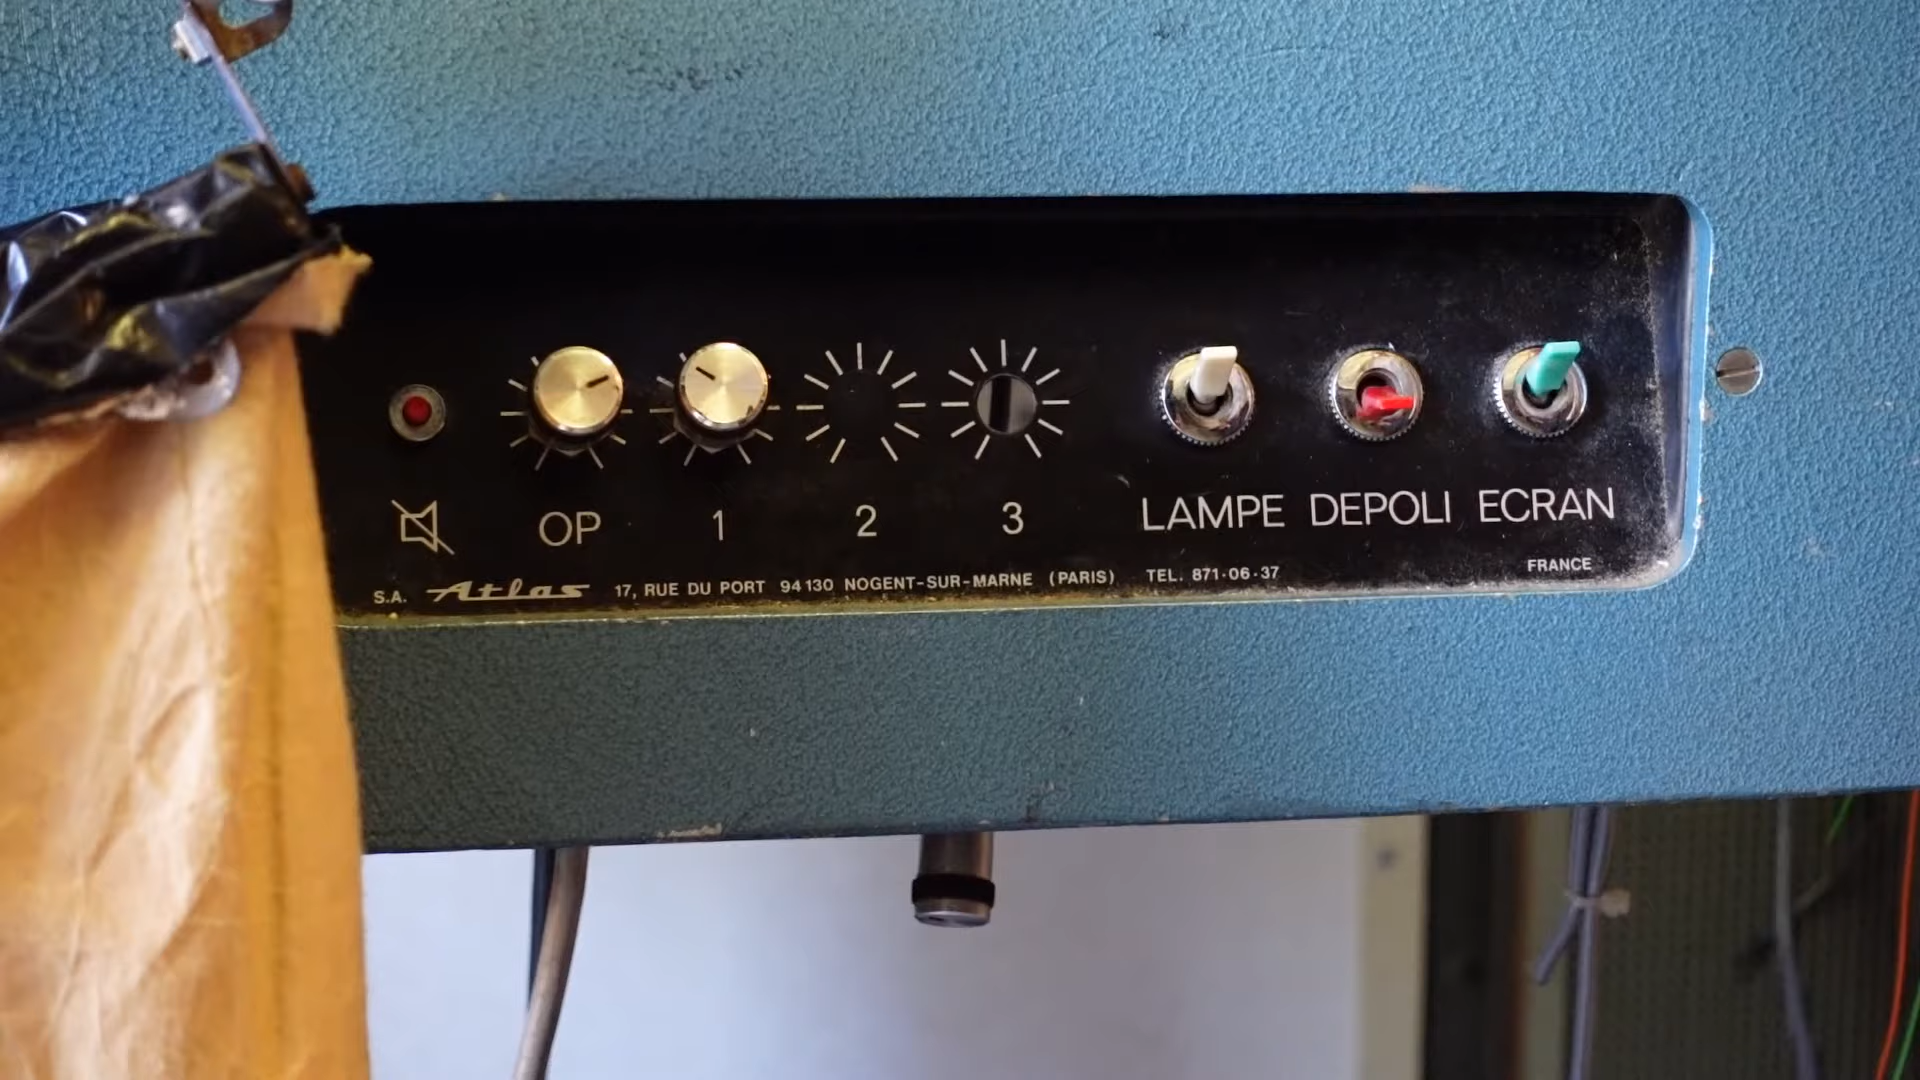 OP 1 2 3 LAMPE DEPOLI ECRAN
FRANCE
S.A. Atlas 17, RUE DU PORT 94130 NOGENT-SUR-MARNE (PARIS) TEL. 871·06·37